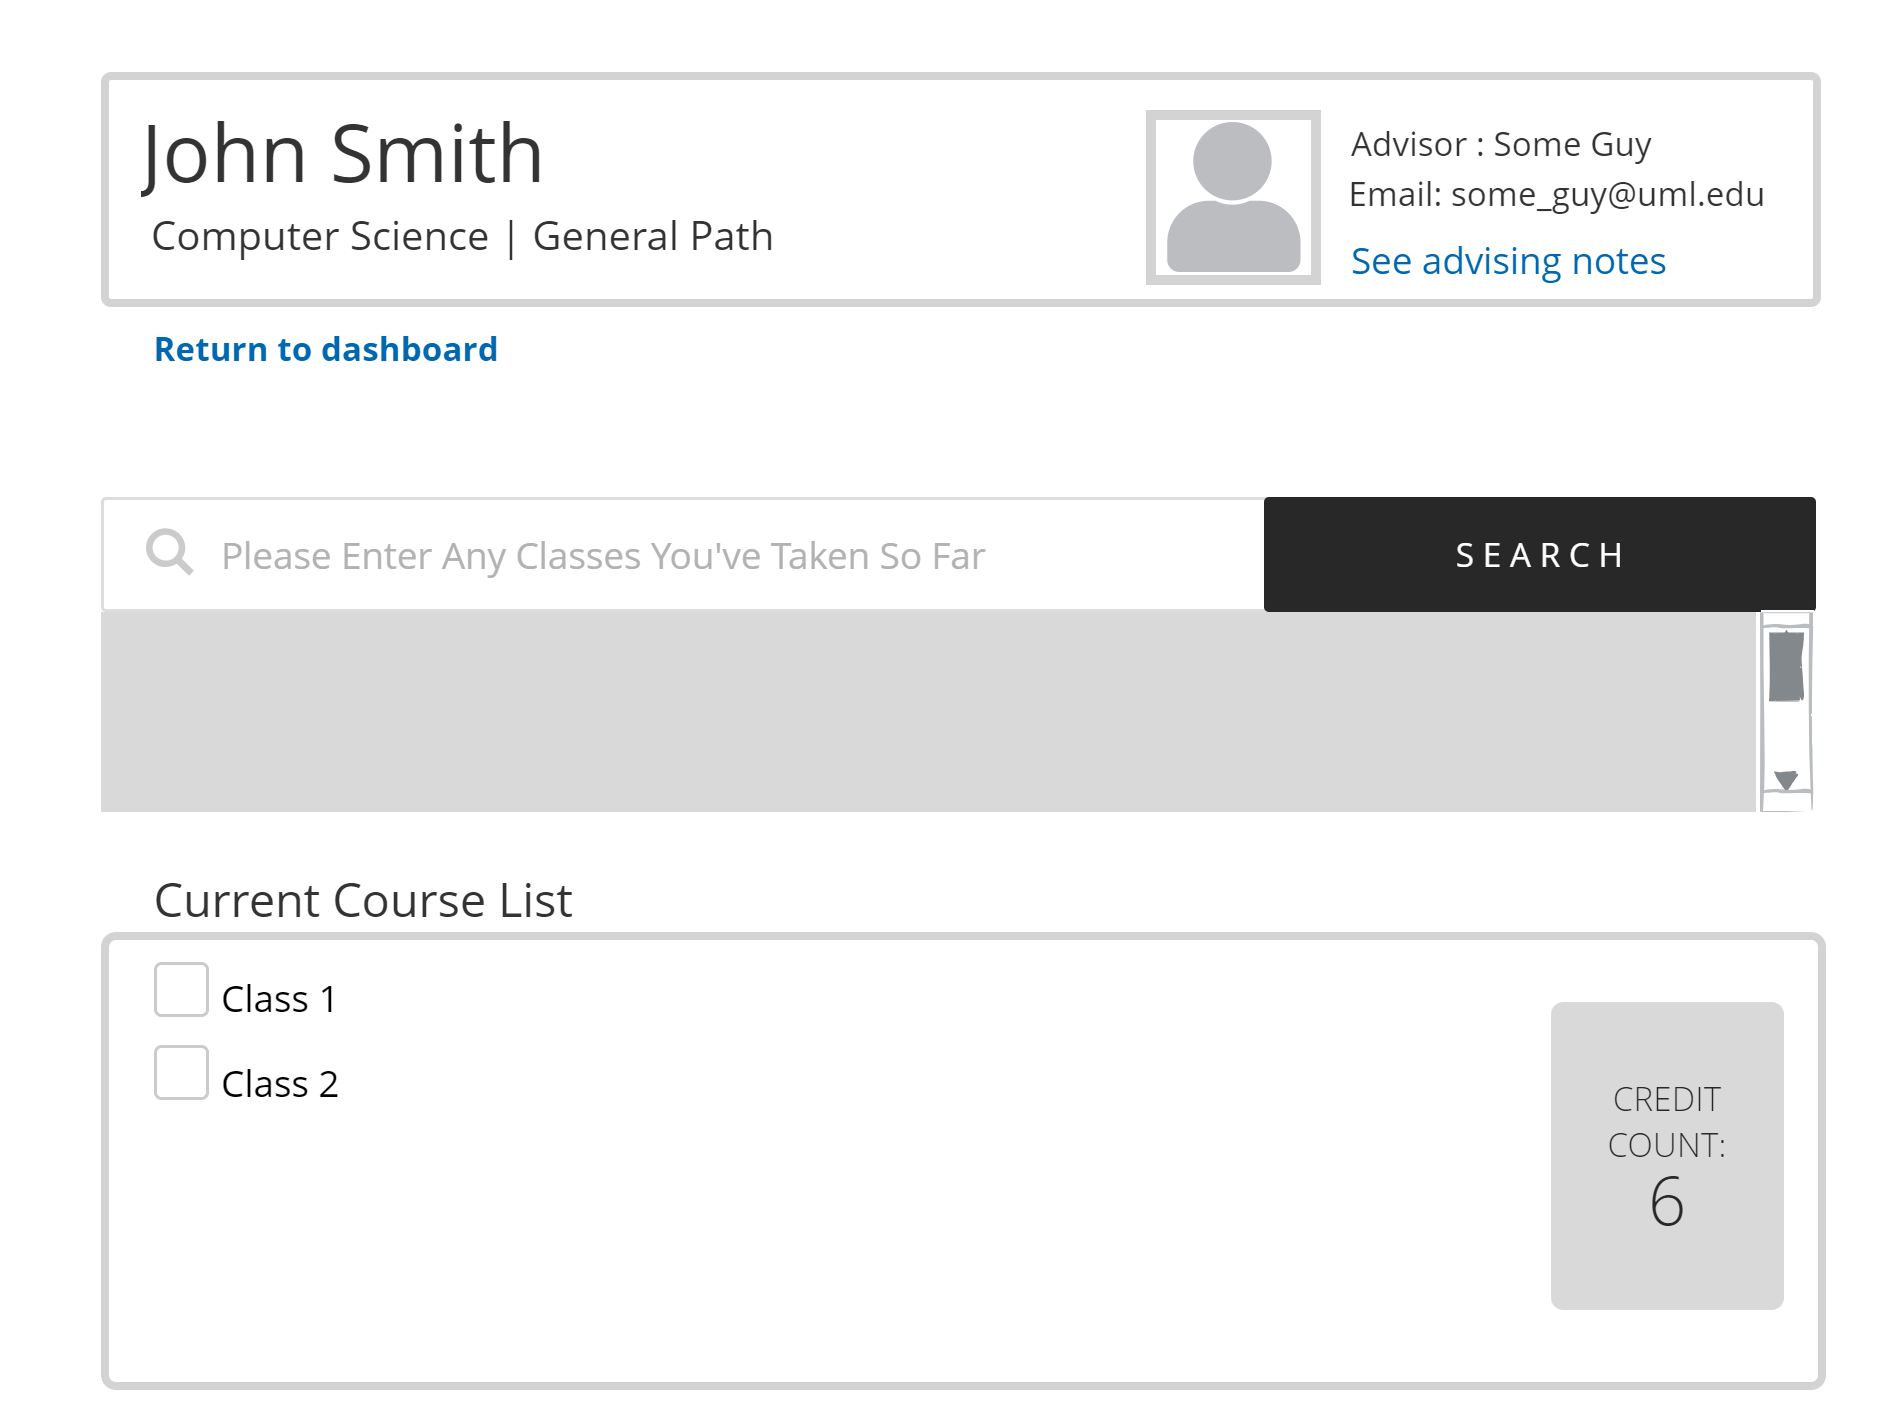 John Smith
Computer Science | General Path
Advisor : Some Guy
Email: some_guy@uml.edu
See advising notes
Return to dashboard
Please Enter Any Classes You've Taken So Far
SEARCH
Current Course List
Class 1
Class 2
CREDIT
COUNT:
6